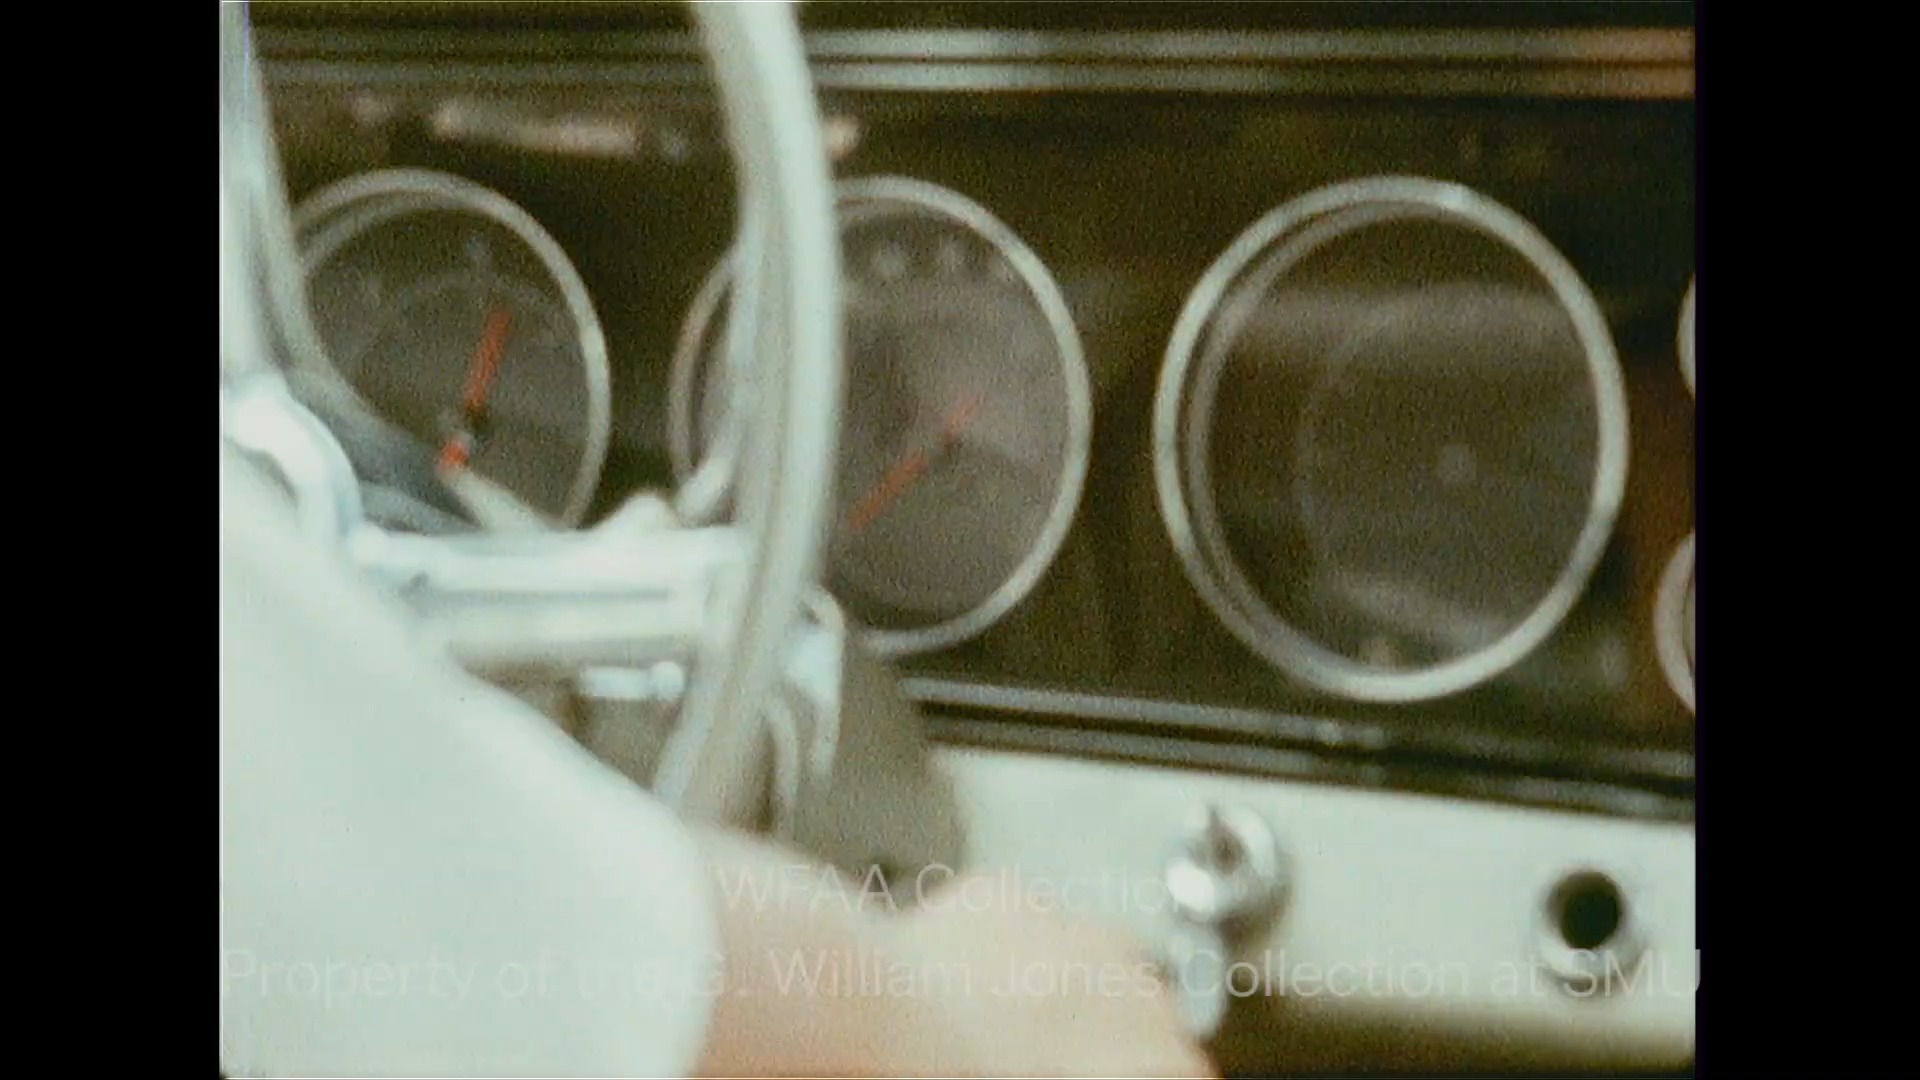 WFAA Collection
Property of the G. William Jones Collection at SMU